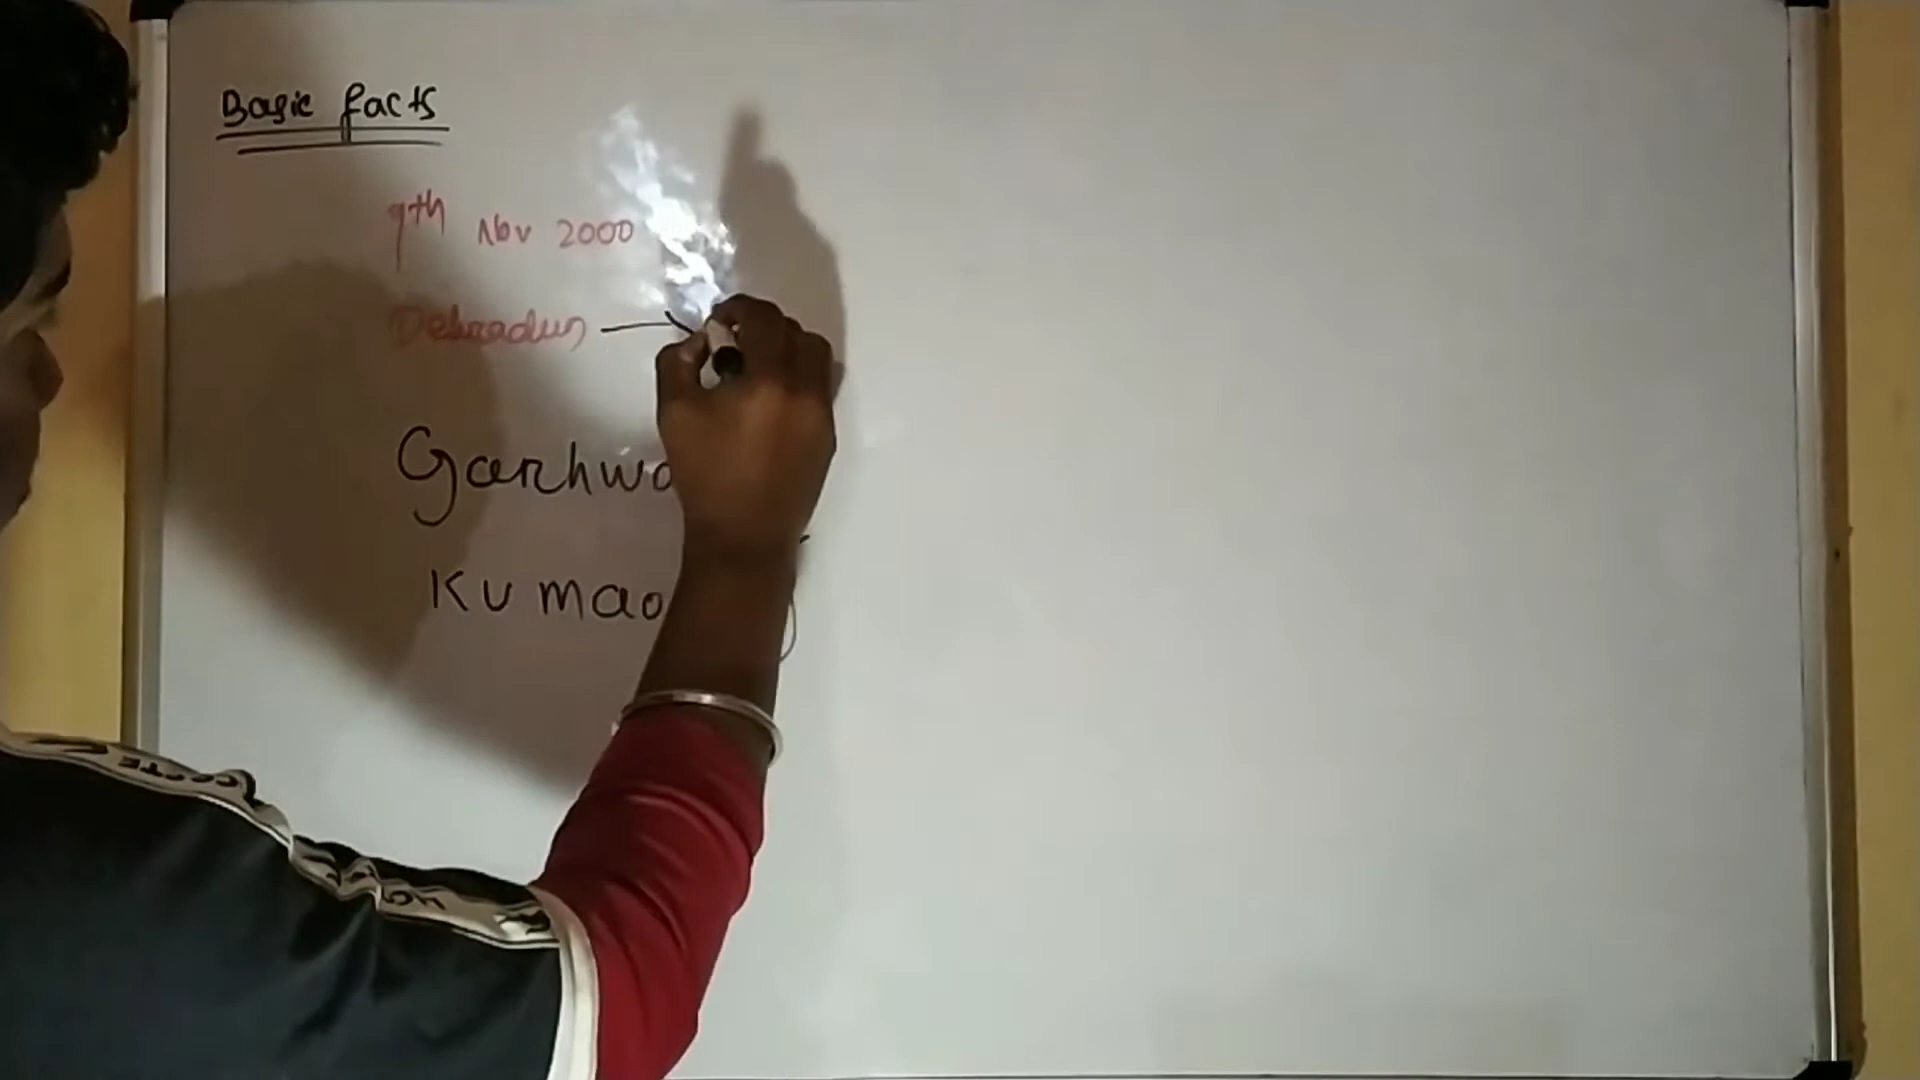 Basic facts
9th Nov 2000
Dehradun
Garhwa
Kumao